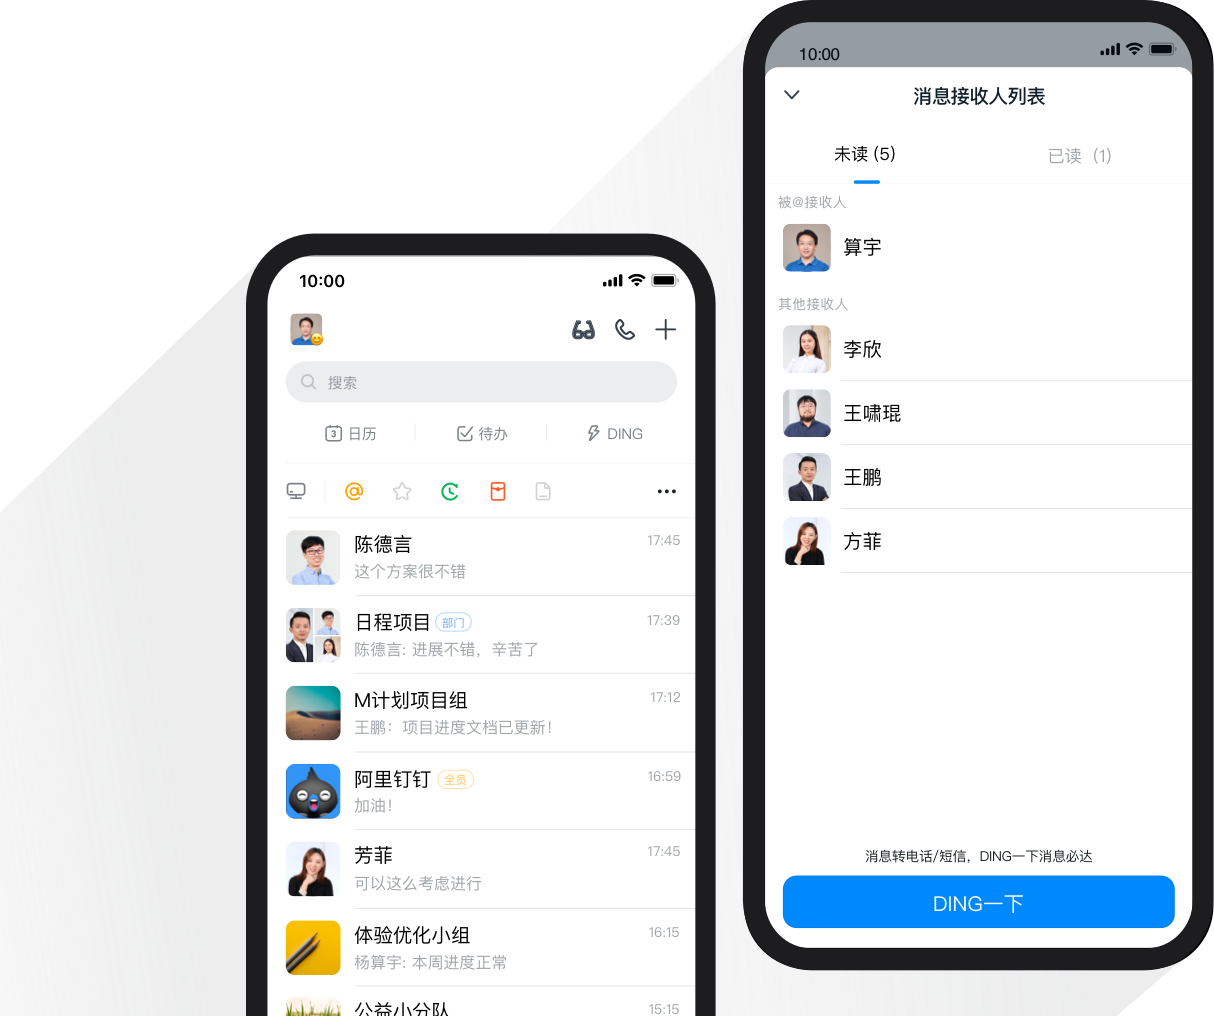 10:00
搜索
3
日历
待办
DING
陈德言
17:45
这个方案很不错
日程项目
部门
17:39
陈德言: 进展不错，辛苦了
M计划项目组
17:12
王鹏：项目进度文档已更新！
阿里钉钉
全员
16:59
加油！
芳菲
17:45
可以这么考虑进行
体验优化小组
16:15
杨算宇: 本周进度正常
公益小分队
15:15
10:00
消息接收人列表
未读 (5)
已读 (1)
被@接收人
算宇
其他接收人
李欣
王啸琨
王鹏
方菲
消息转电话/短信，DING一下消息必达
DING一下